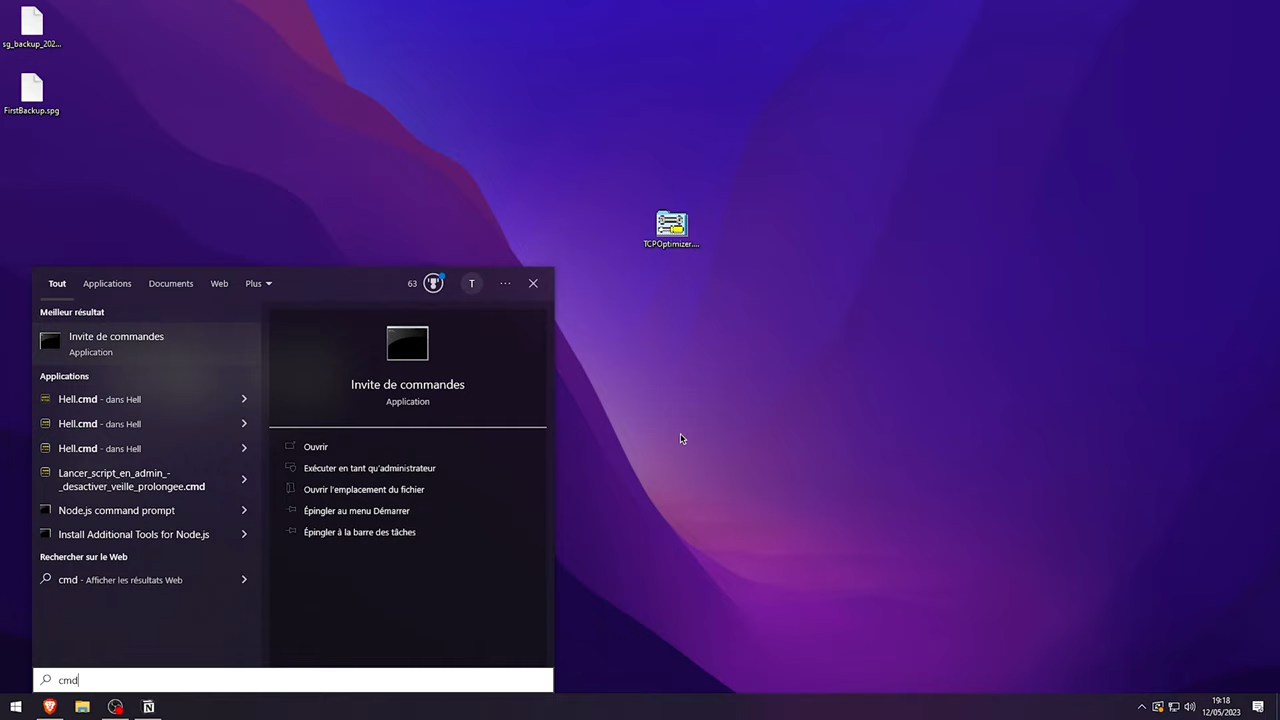 sg_backup_202...
FirstBackup.spg
TCPOptimizer....
Tout Applications Documents Web Plus 63 T ...
Meilleur résultat
Invite de commandes
Application
Applications
Hell.cmd - dans Hell
Hell.cmd - dans Hell
Hell.cmd - dans Hell
Lancer_script_en_admin_-
_desactiver_veille_prolongee.cmd
Node.js command prompt
Install Additional Tools for Node.js
Rechercher sur le Web
cmd - Afficher les résultats Web
Invite de commandes
Application
Ouvrir
Exécuter en tant qu'administrateur
Ouvrir l'emplacement du fichier
Épingler au menu Démarrer
Épingler à la barre des tâches
cmd
19:18
12/05/2023